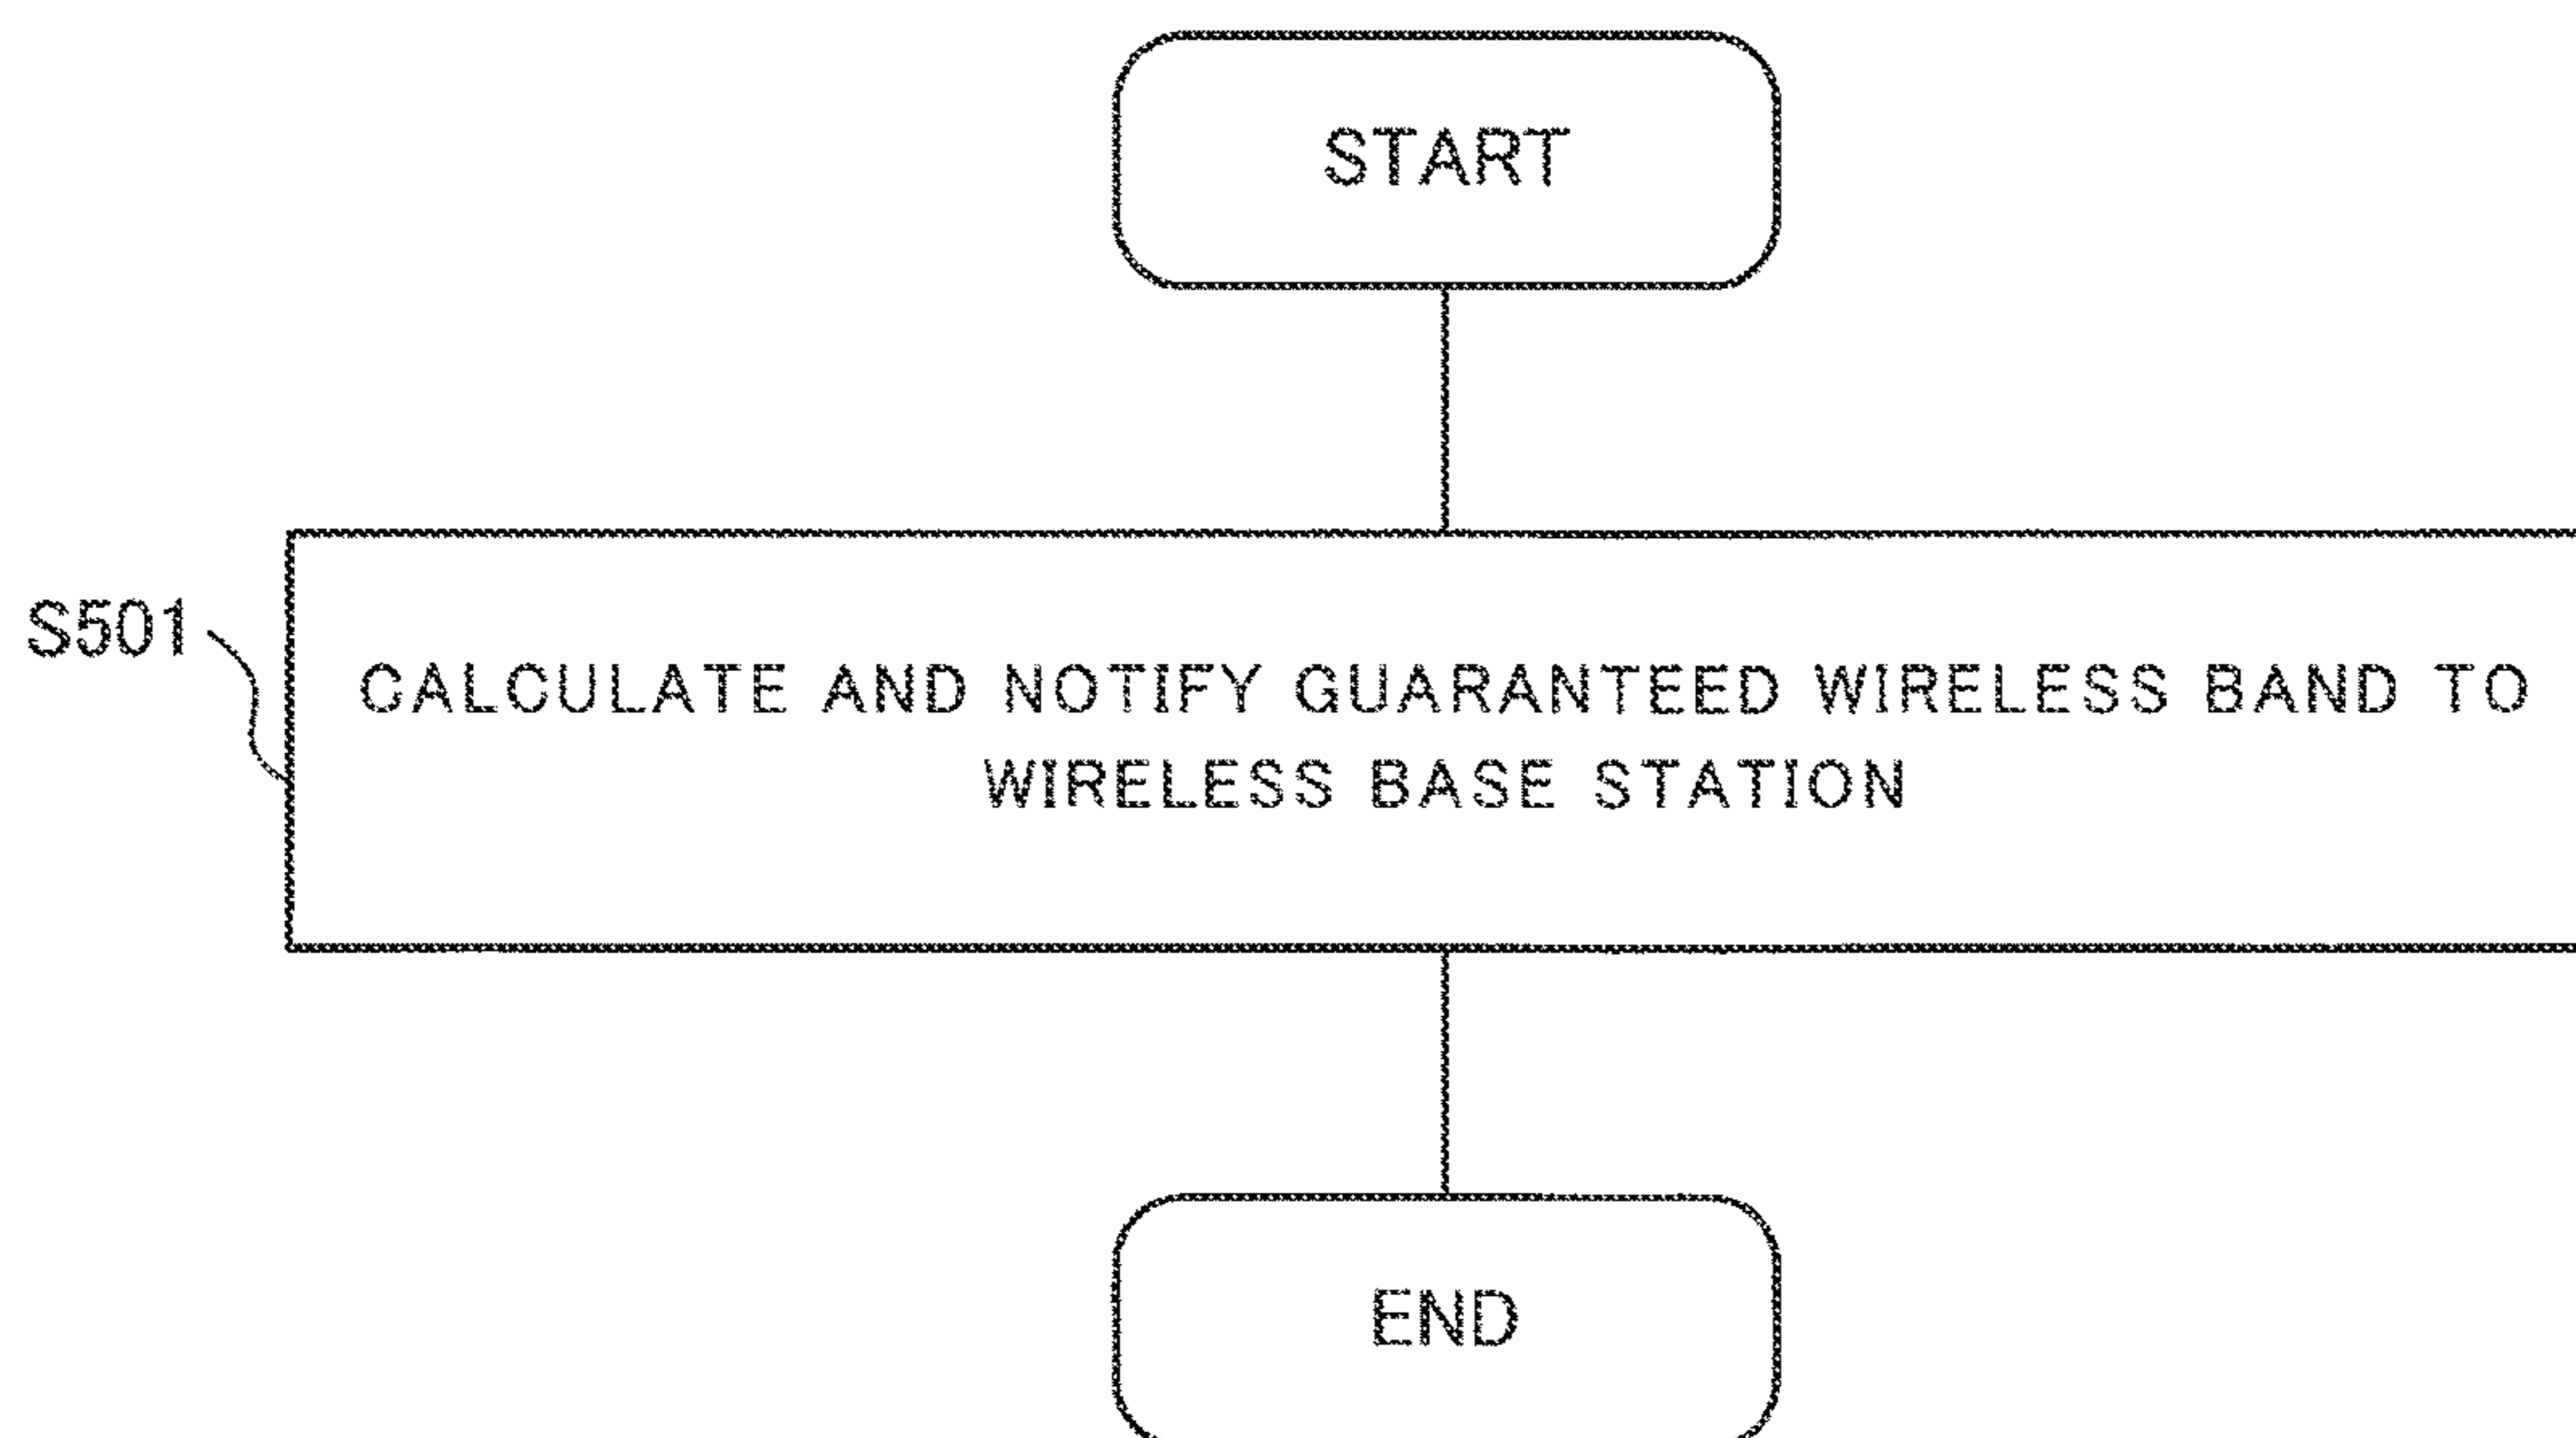 START
S501
CALCULATE AND NOTIFY GUARANTEED WIRELESS BAND TO
WIRELESS BASE STATION
END